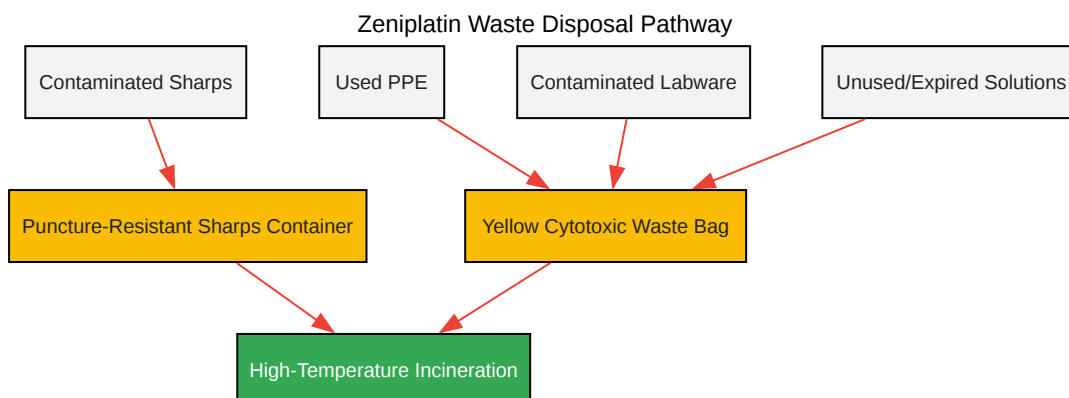 Zeniplatin Waste Disposal Pathway
Contaminated Sharps
Used PPE
Contaminated Labware
Unused/Expired Solutions
Puncture-Resistant Sharps Container
Yellow Cytotoxic Waste Bag
High-Temperature Incineration